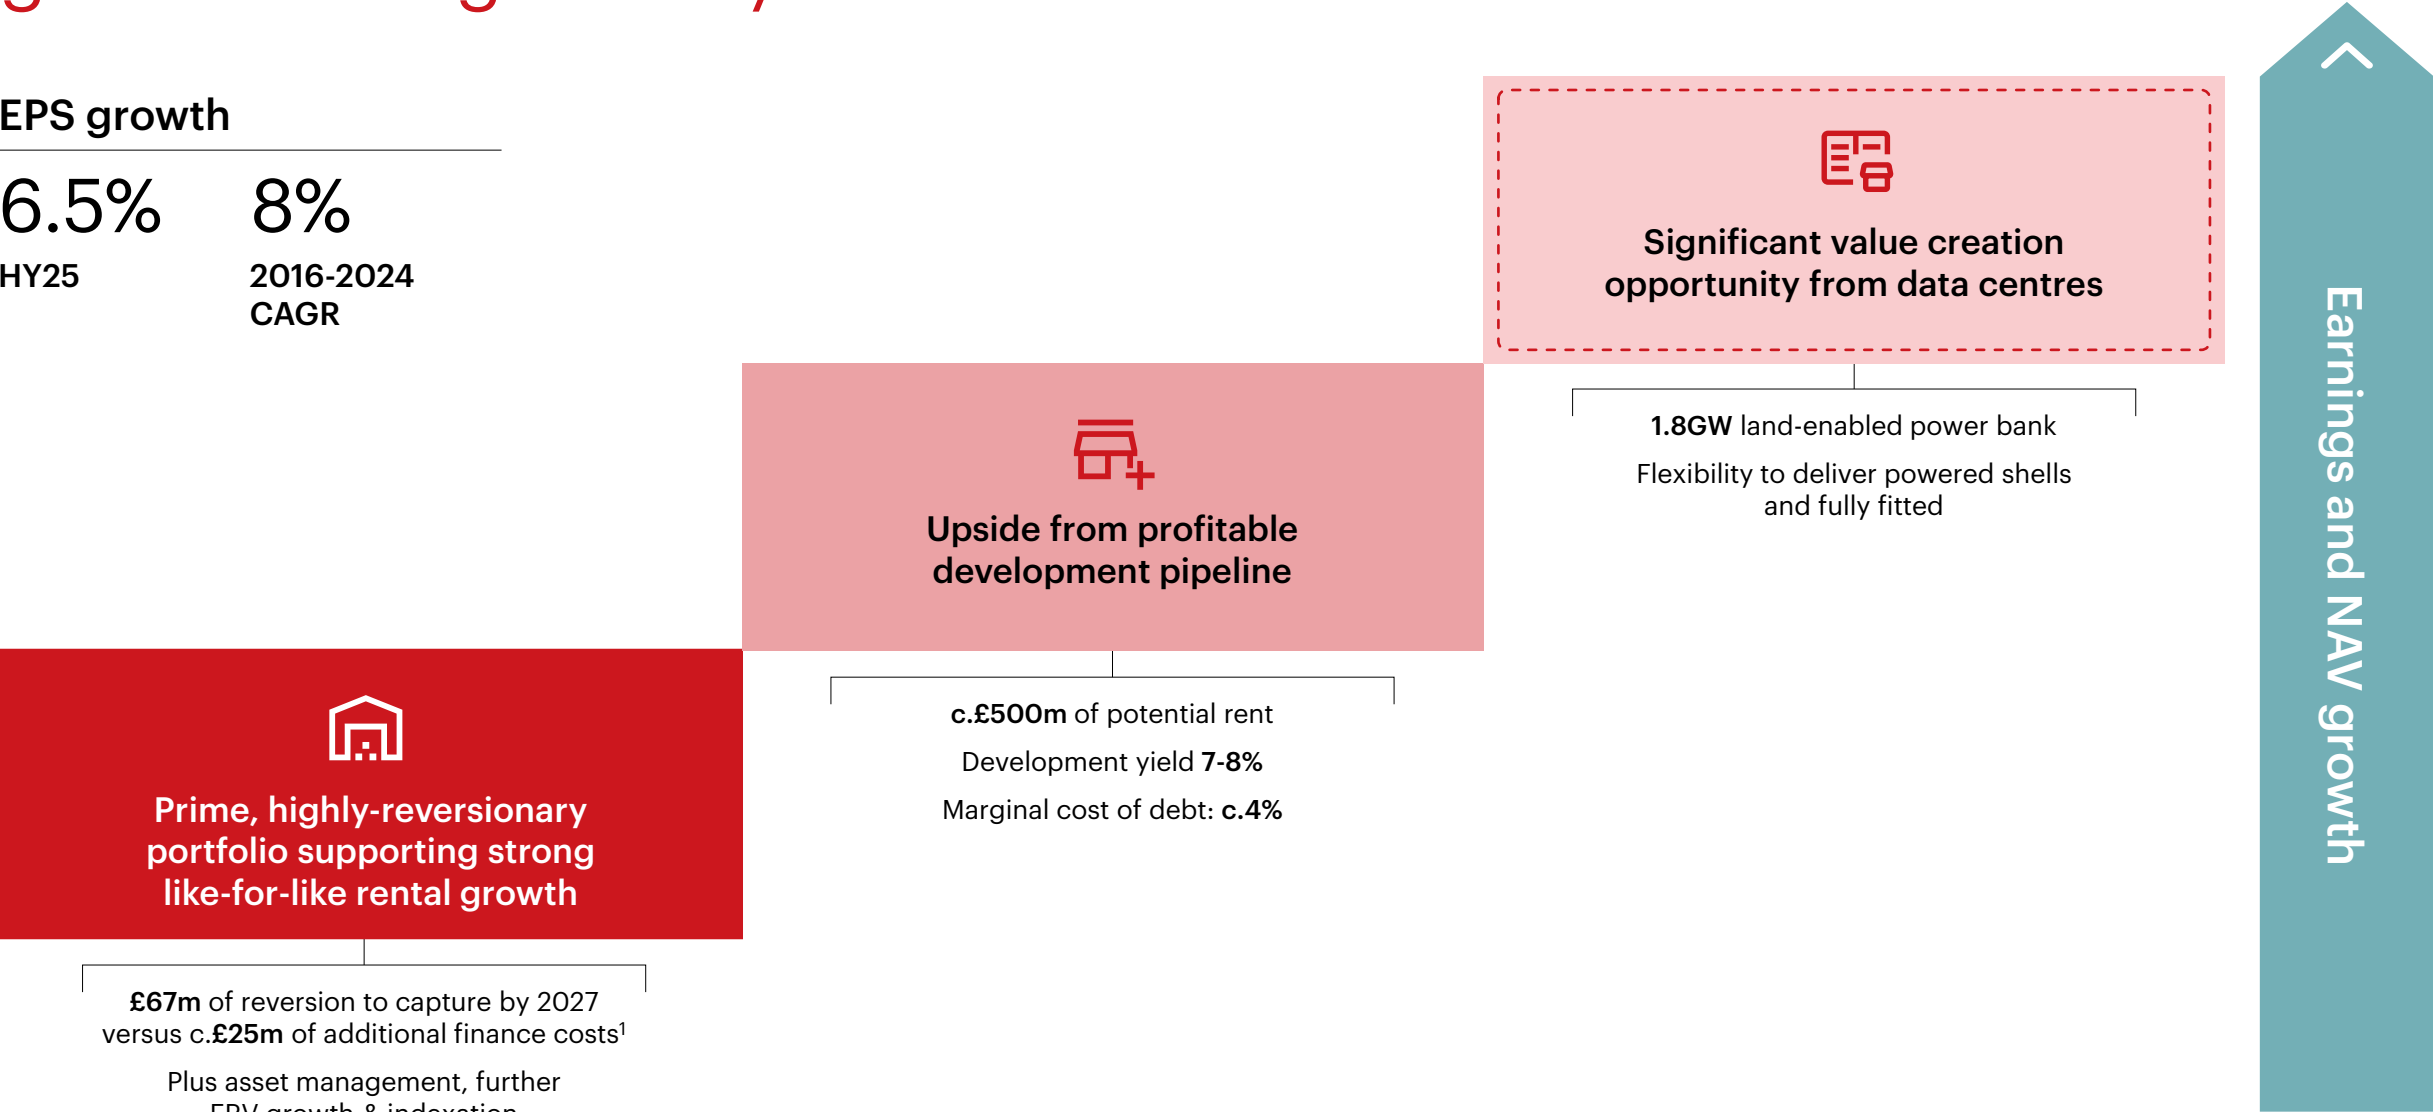 EPS growth
6.5%
8%
HY25
2016-2024
CAGR
Significant value creation
opportunity from data centres
1.8GW land-enabled power bank
Flexibility to deliver powered shells
and fully fitted
Upside from profitable
development pipeline
c.£500m of potential rent
Development yield 7-8%
Marginal cost of debt: c.4%
Prime, highly-reversionary
portfolio supporting strong
like-for-like rental growth
£67m of reversion to capture by 2027
versus c.£25m of additional finance costs¹
Plus asset management, further
ERV growth & indexation
Earnings and NAV growth